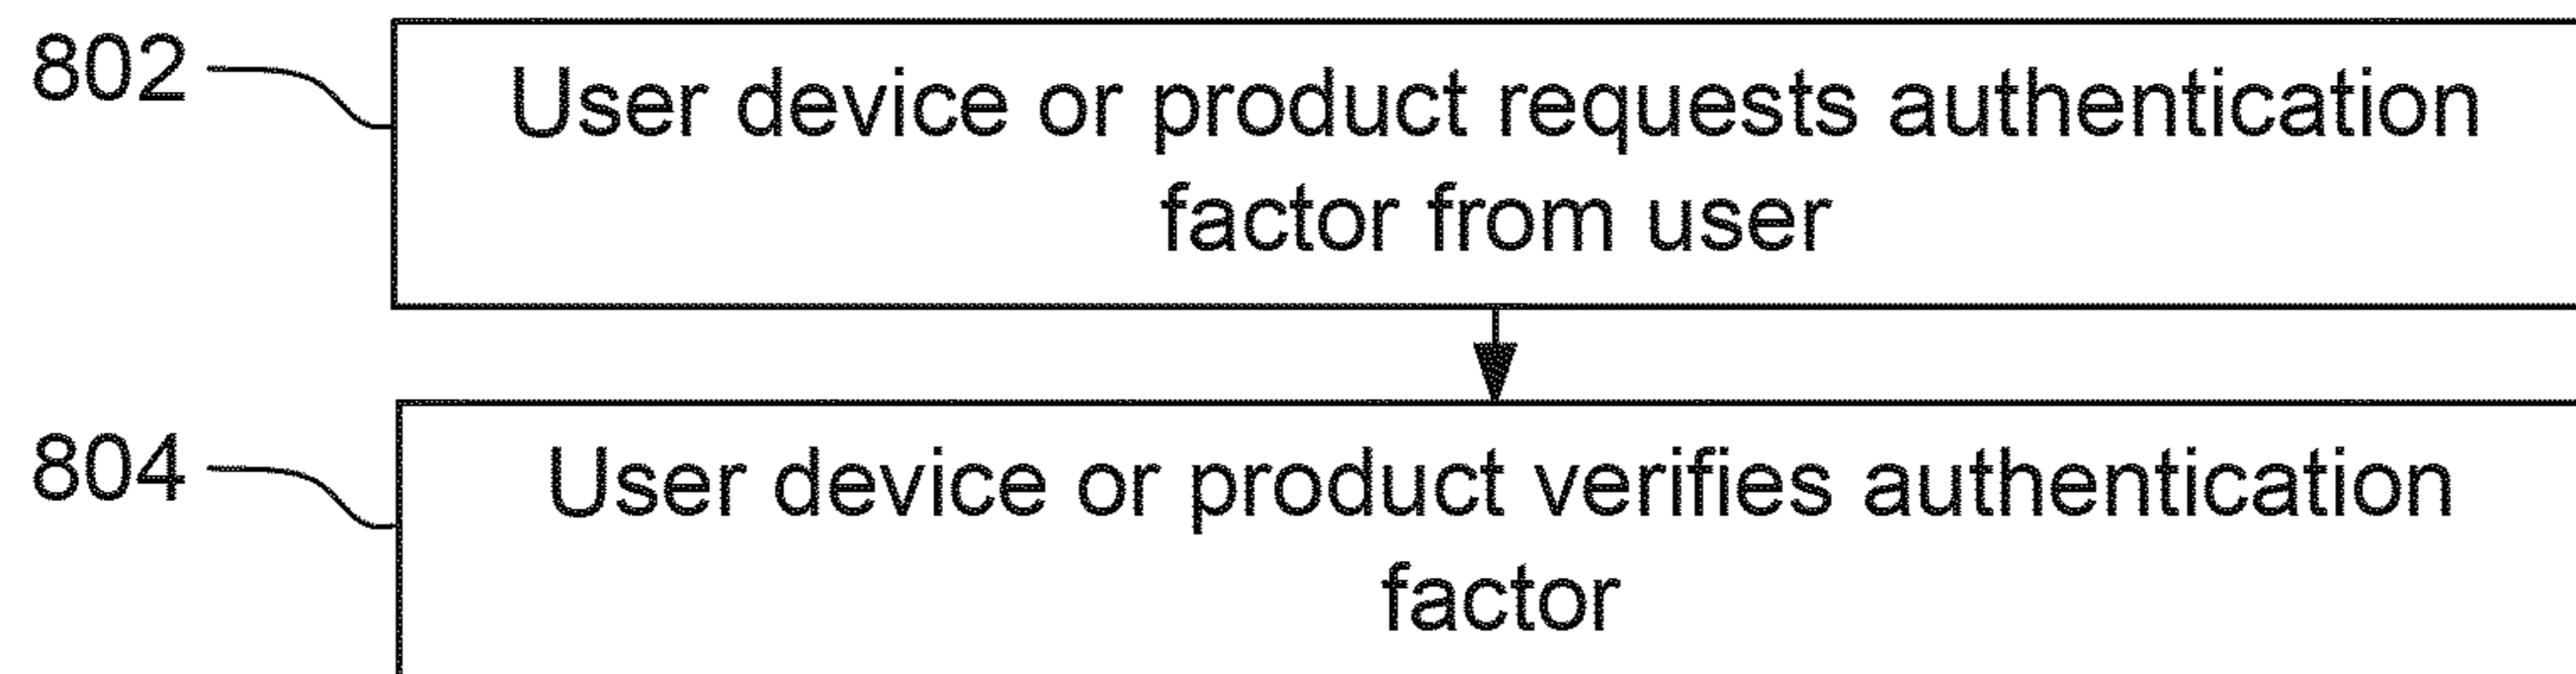 802
User device or product requests authentication
factor from user
804
User device or product verifies authentication
factor